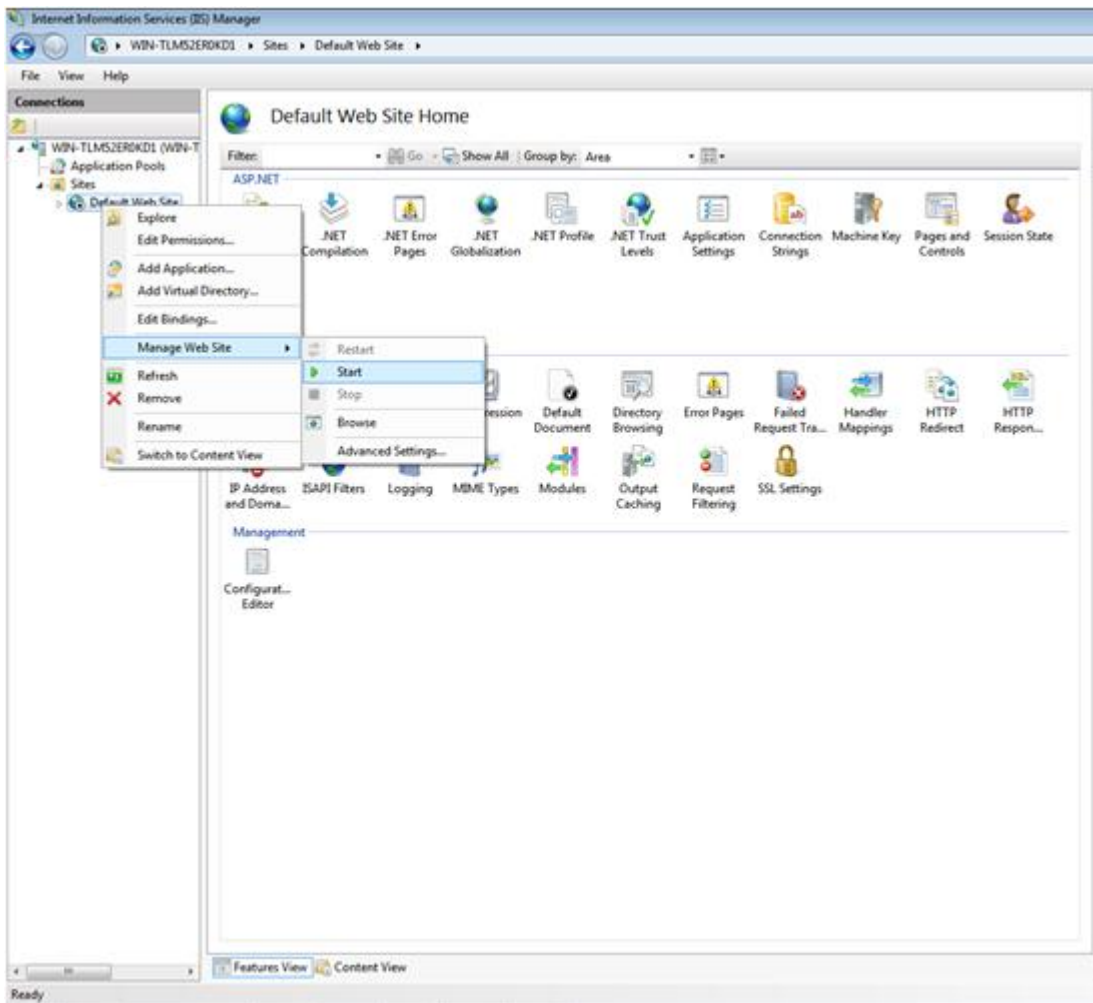 Internet Information Services (IIS) Manager
WIN-TLM52ER0KD1 Sites Default Web Site
File View Help
Connections
WIN-TLM52ER0KD1 (WIN-T
Application Pools
Sites
Default Web Site
Explore
Edit Permissions...
Add Application...
Add Virtual Directory...
Edit Bindings...
Manage Web Site
Refresh
Remove
Rename
Switch to Content View
Restart
Start
Stop
Browse
Advanced Settings...
Default Web Site Home
Filter: Go Show All Group by: Area
ASP.NET
.NET Compilation
.NET Error Pages
.NET Globalization
.NET Profile
.NET Trust Levels
Application Settings
Connection Strings
Machine Key
Pages and Controls
Session State
Default Document
Directory Browsing
Error Pages
Failed Request Tra...
Handler Mappings
HTTP Redirect
HTTP Respon...
IP Address and Doma...
ISAPI Filters
Logging
MIME Types
Modules
Output Caching
Request Filtering
SSL Settings
Management
Configurat... Editor
Features View Content View
Ready